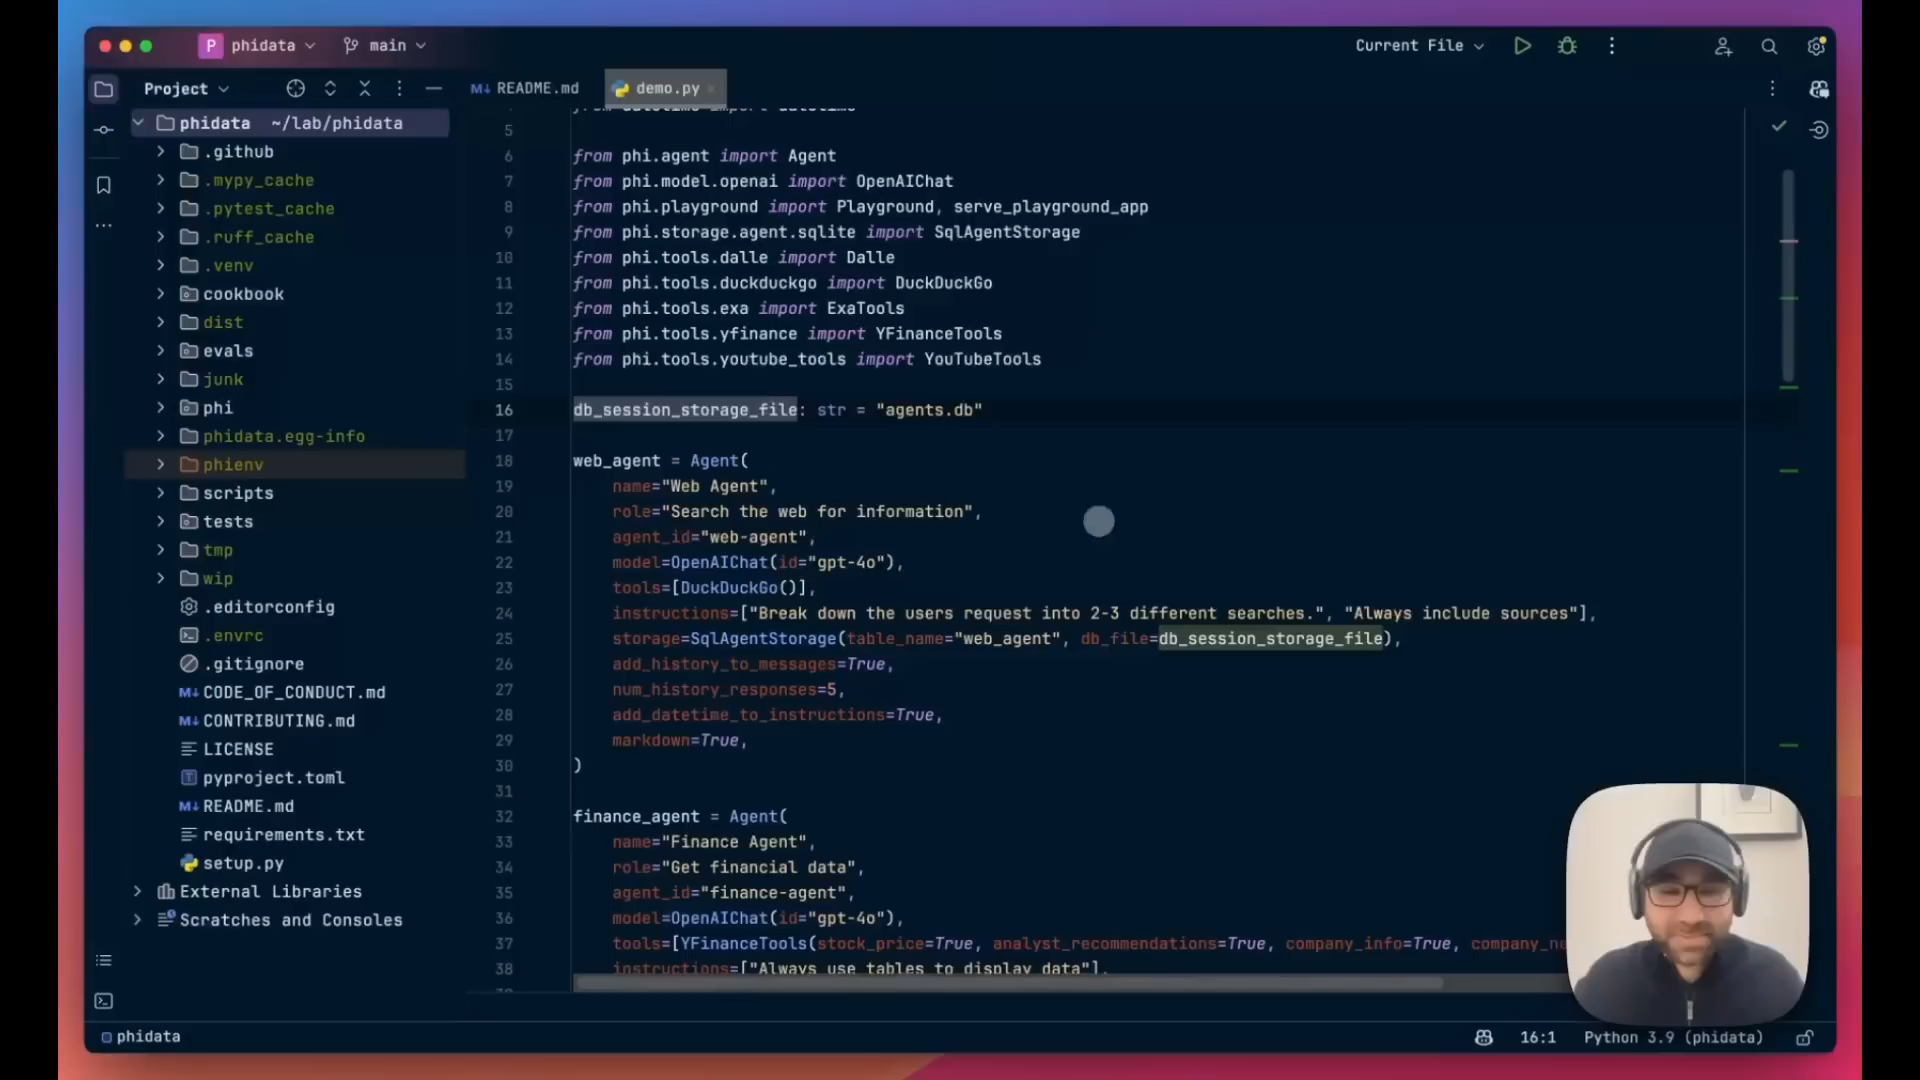 P phidata main Current File
Project
README.md
demo.py
phidata ~/lab/phidata
.github
.mypy_cache
.pytest_cache
.ruff_cache
.venv
cookbook
dist
evals
junk
phi
phidata.egg-info
phienv
scripts
tests
tmp
wip
.editorconfig
.envrc
.gitignore
M↓ CODE_OF_CONDUCT.md
M↓ CONTRIBUTING.md
LICENSE
pyproject.toml
M↓ README.md
requirements.txt
setup.py
External Libraries
Scratches and Consoles
from datetime import datetime
5
6 from phi.agent import Agent
7 from phi.model.openai import OpenAIChat
8 from phi.playground import Playground, serve_playground_app
9 from phi.storage.agent.sqlite import SqlAgentStorage
10 from phi.tools.dalle import Dalle
11 from phi.tools.duckduckgo import DuckDuckGo
12 from phi.tools.exa import ExaTools
13 from phi.tools.yfinance import YFinanceTools
14 from phi.tools.youtube_tools import YouTubeTools
15
16 db_session_storage_file: str = "agents.db"
17
18 web_agent = Agent(
19 name="Web Agent",
20 role="Search the web for information",
21 agent_id="web-agent",
22 model=OpenAIChat(id="gpt-4o"),
23 tools=[DuckDuckGo()],
24 instructions=["Break down the users request into 2-3 different searches.", "Always include sources"],
25 storage=SqlAgentStorage(table_name="web_agent", db_file=db_session_storage_file),
26 add_history_to_messages=True,
27 num_history_responses=5,
28 add_datetime_to_instructions=True,
29 markdown=True,
30 )
31
32 finance_agent = Agent(
33 name="Finance Agent",
34 role="Get financial data",
35 agent_id="finance-agent",
36 model=OpenAIChat(id="gpt-4o"),
37 tools=[YFinanceTools(stock_price=True, analyst_recommendations=True, company_info=True, company_ne
38 instructions=["Always use tables to display data"],
phidata
16:1 Python 3.9 (phidata)